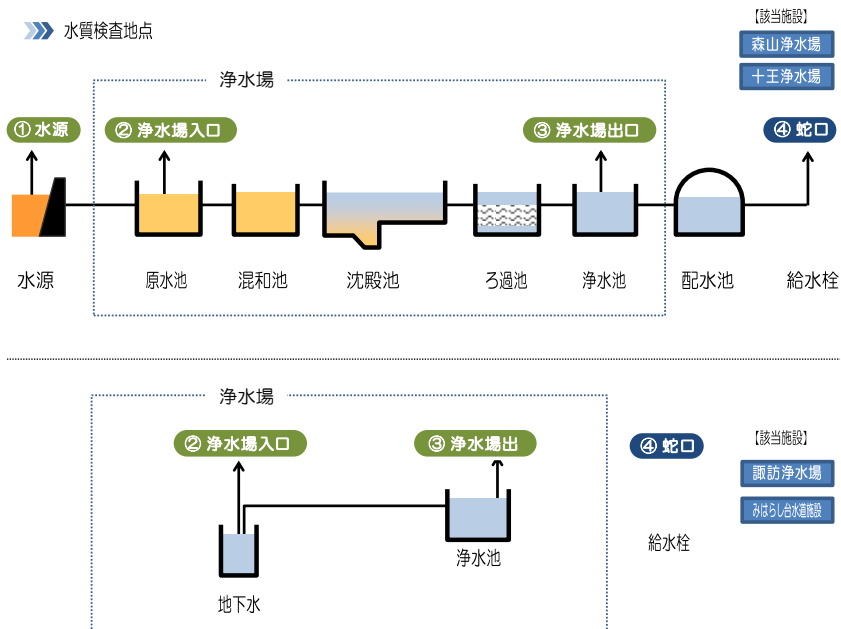 水質検査地点
【該当施設】
森山浄水場
十王浄水場
浄水場
①水源
②浄水場入口
③浄水場出口
④蛇口
水源
原水池
混和池
沈殿池
ろ過池
浄水池
配水池
給水栓
浄水場
②浄水場入口
③浄水場出
④蛇口
【該当施設】
諏訪浄水場
みはらし台水道施設
給水栓
浄水池
地下水